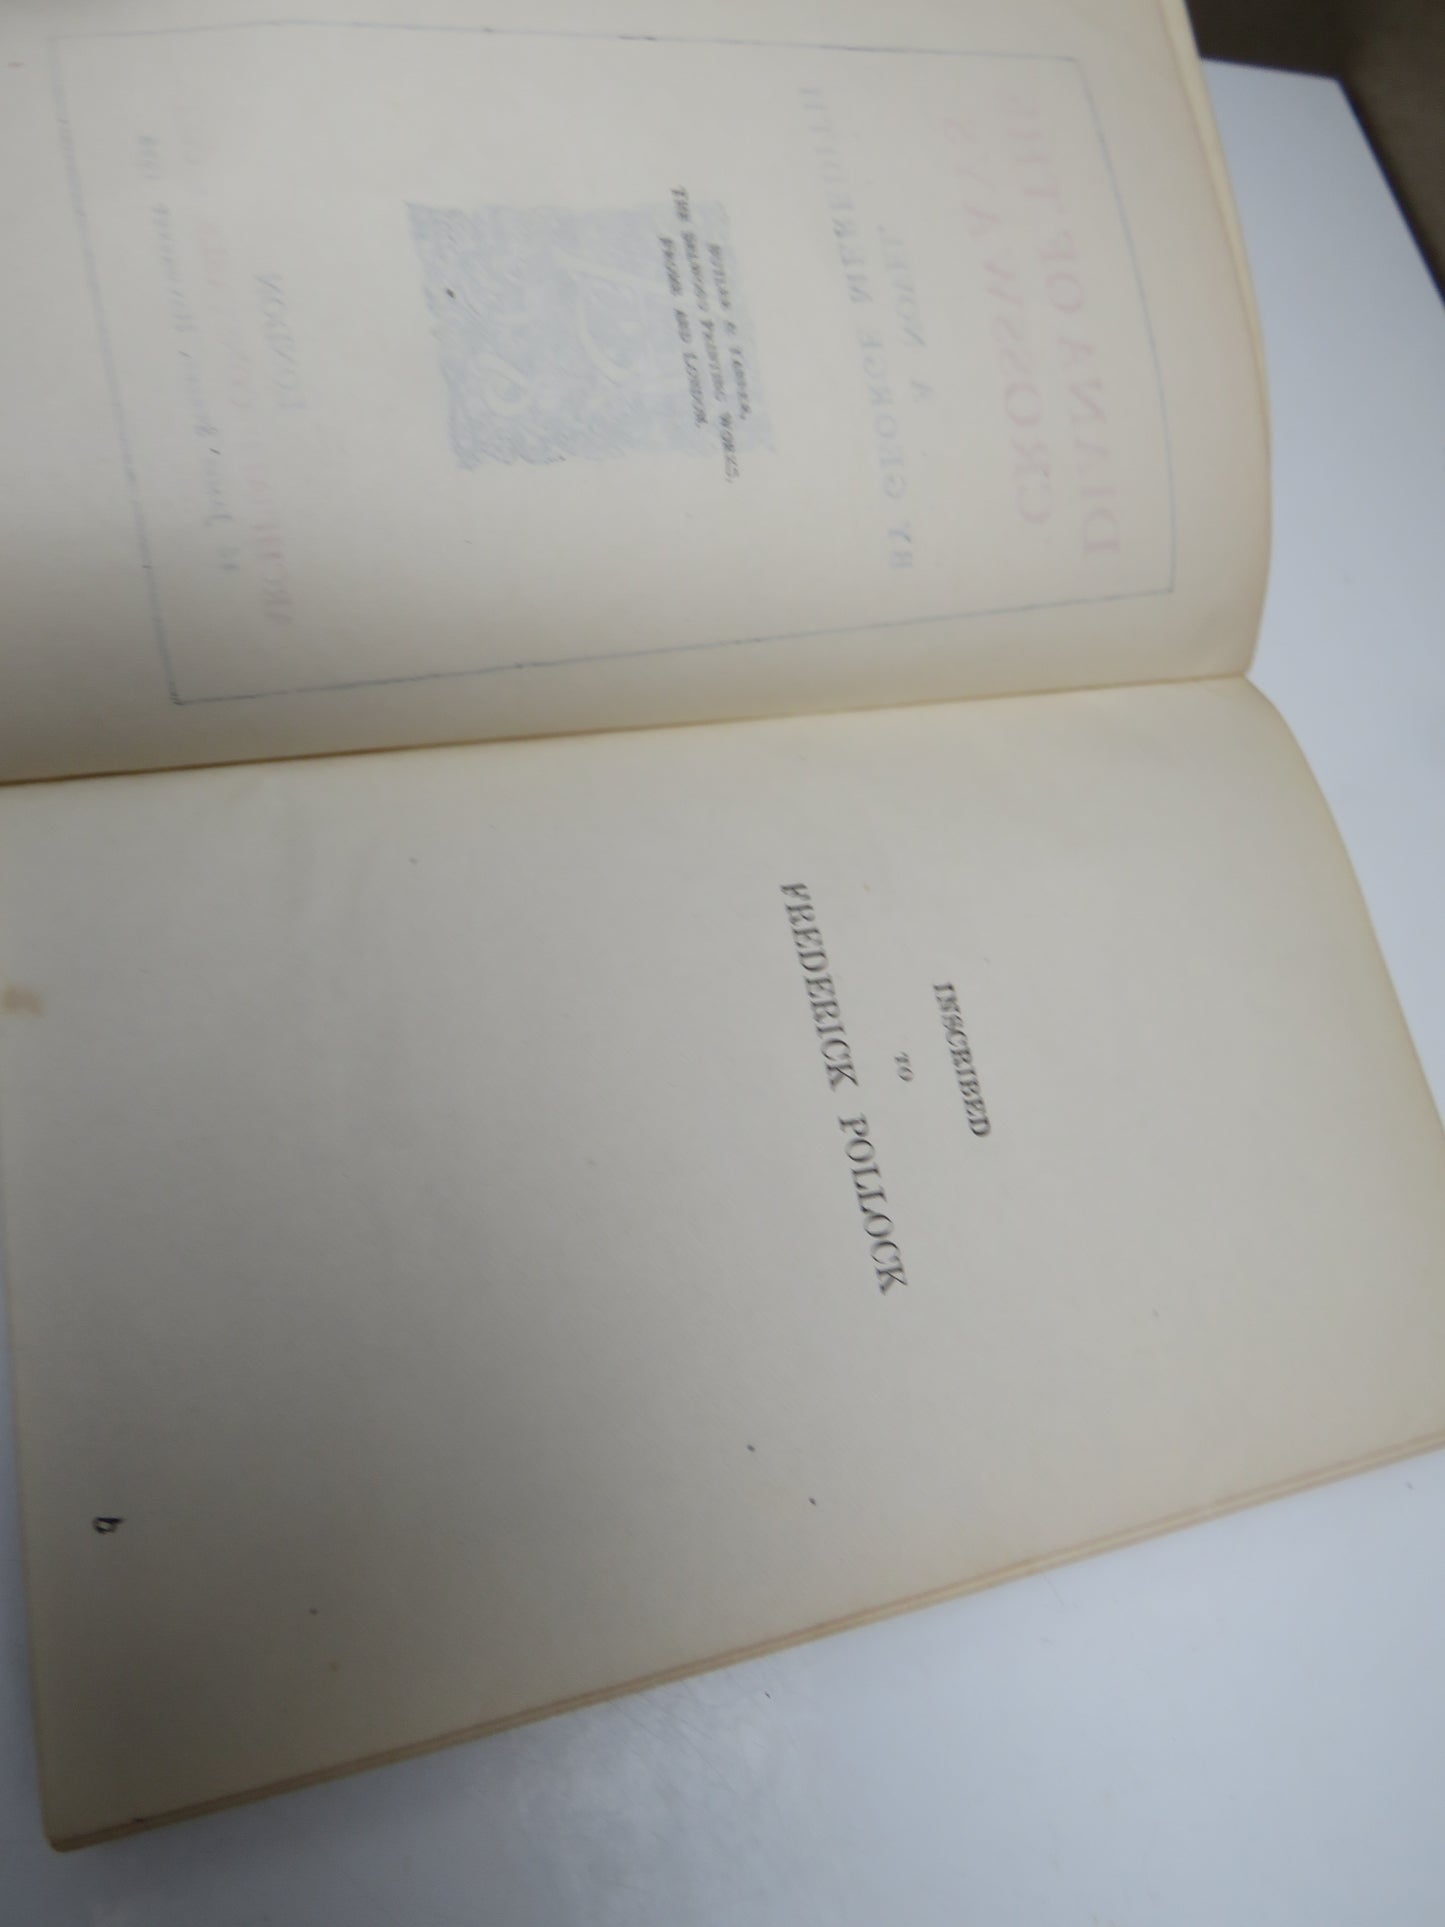 BUTLER & TANNER,
THE SELWOOD PRINTING WORKS,
FROME AND LONDON.
DIANA OF THE
CROSSWAYS
A NOVEL
BY GEORGE MEREDITH
LONDON
INSCRIBED
TO
FREDERICK POLLOCK
b